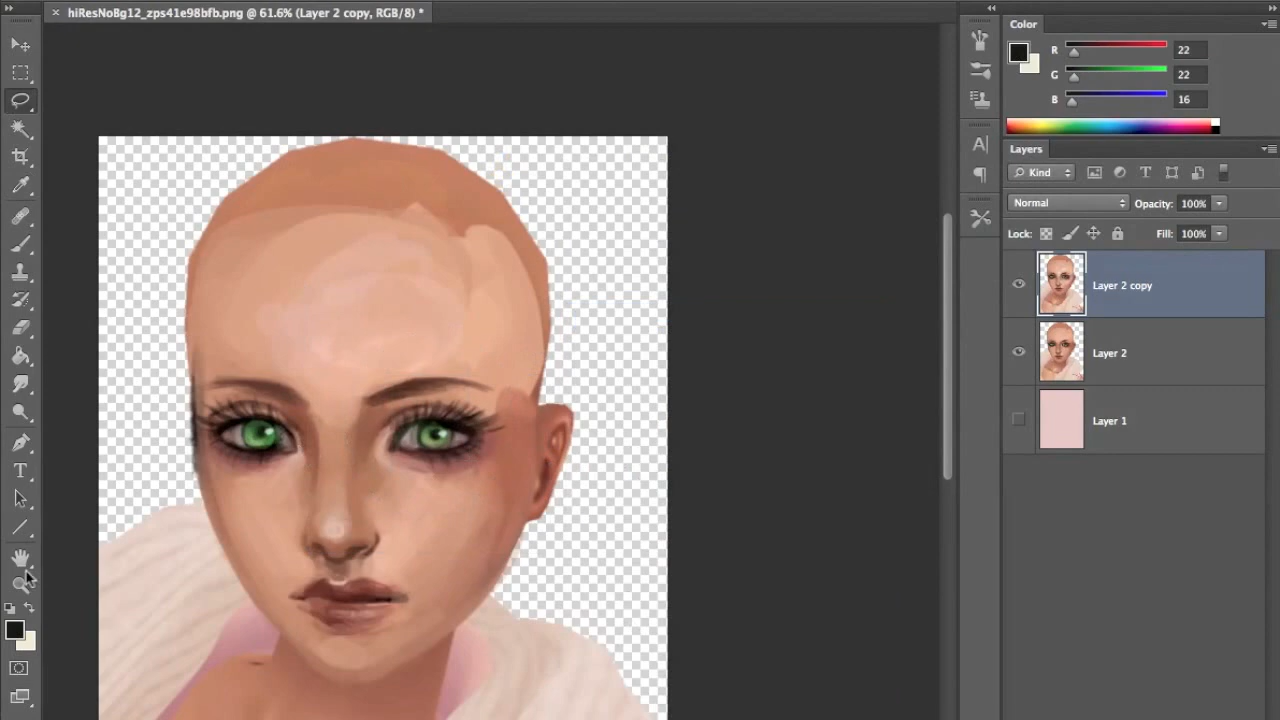 hiResNoBg12_zps41e98bfb.png @ 61.6% (Layer 2 copy, RGB/8) *
Color
R 22
G 22
B 16
Layers
Kind T
Normal Opacity: 100%
Lock: Fill: 100%
Layer 2 copy
Layer 2
Layer 1
A
T